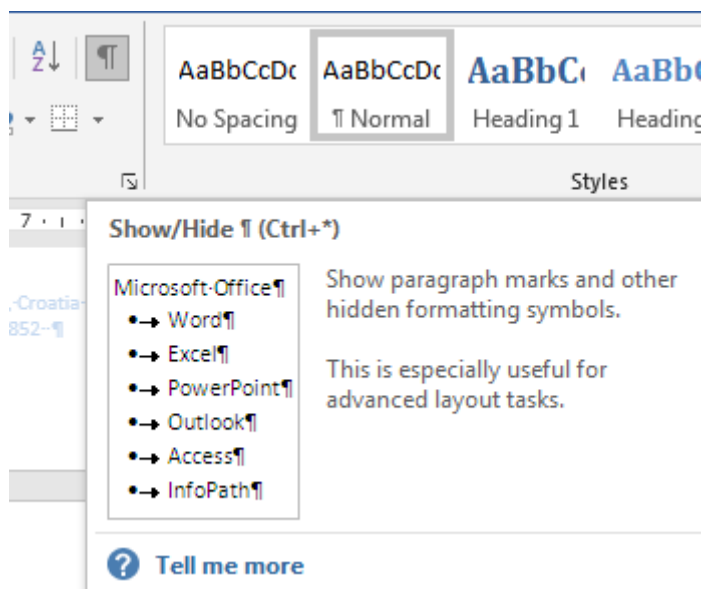 A
Z
¶
AaBbCcDc AaBbCcDc AaBbC AaBb
No Spacing ¶ Normal Heading 1 Heading
Styles
7
Show/Hide ¶ (Ctrl+*)
, Croatia
852-·¶
Microsoft·Office¶
•→ Word¶
•→ Excel¶
•→ PowerPoint¶
•→ Outlook¶
•→ Access¶
•→ InfoPath¶
Show paragraph marks and other
hidden formatting symbols.
This is especially useful for
advanced layout tasks.
? Tell me more